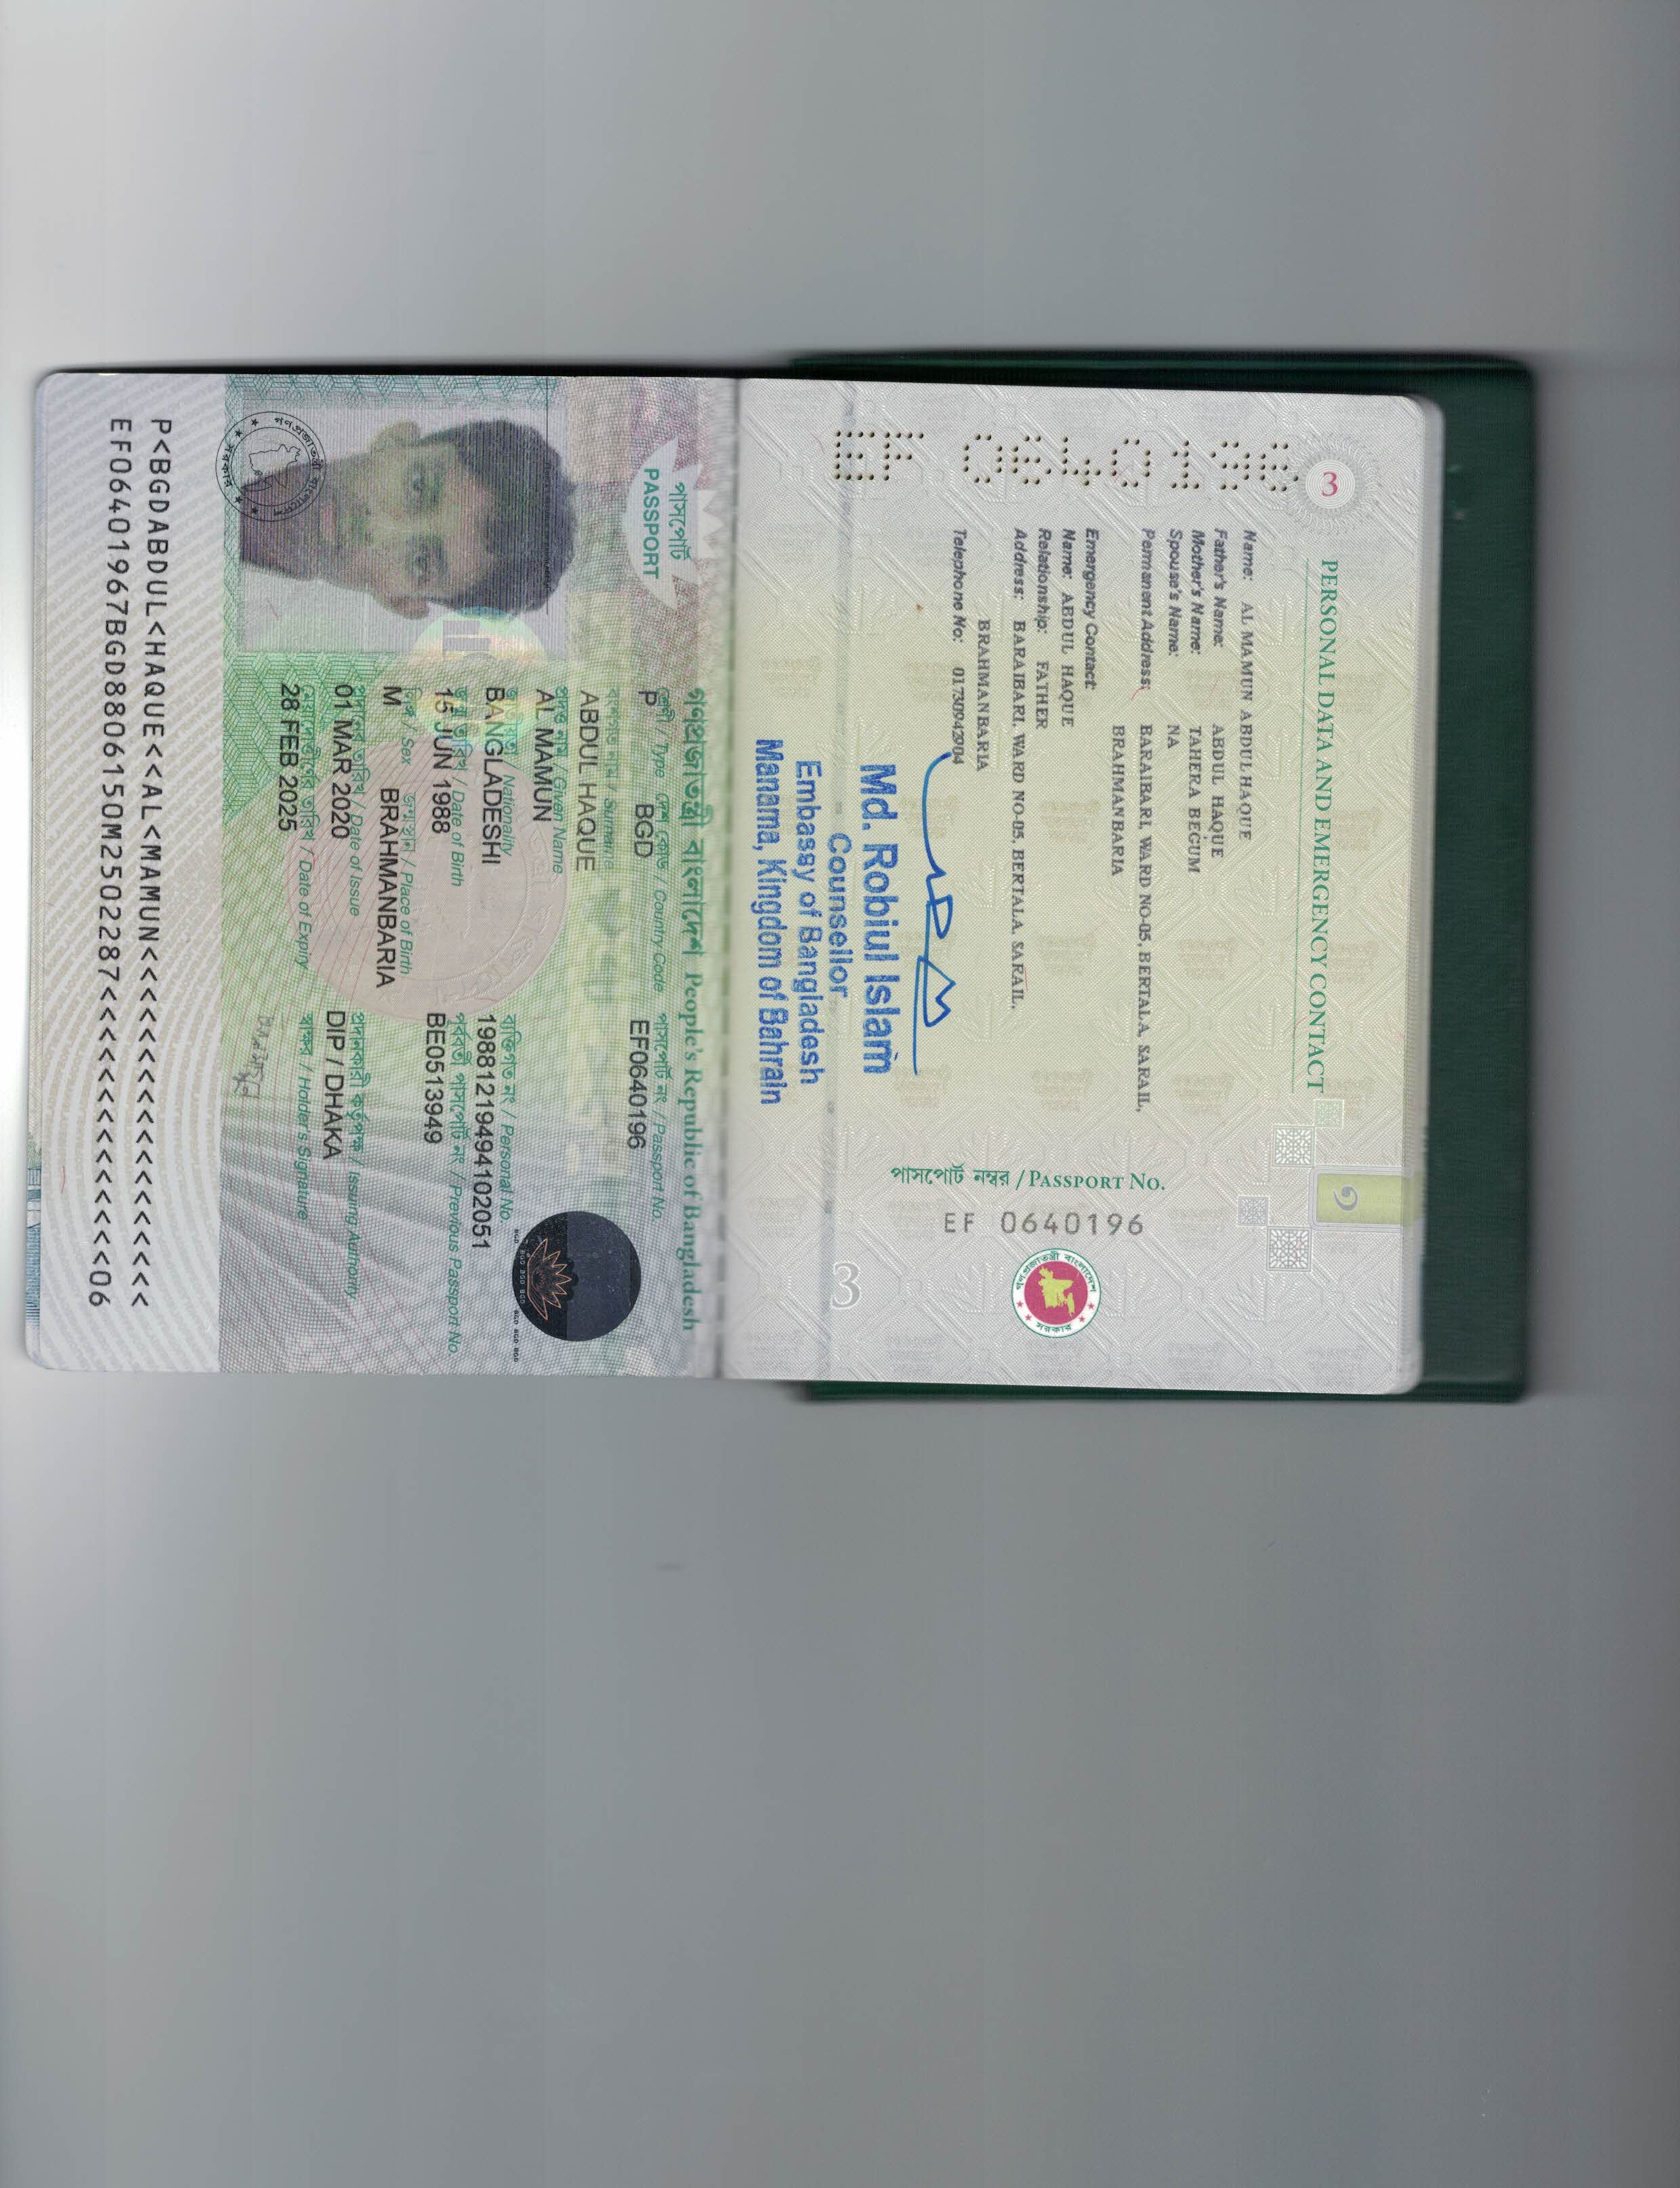 3
PERSONAL DATA AND EMERGENCY CONTACT
Name: AL MAMUN ABDUL HAQUE
Father's Name: ABDUL HAQUE
Mother's Name: TAHERA BEGUM
Spouse's Name: NA
Permanent Address: BARAIBARI, WARD NO-05, BERTALA, SARAIL,
BRAHMANBARIA
Emergency Contact:
Name: ABDUL HAQUE
Relationship: FATHER
Address: BARAIBARI, WARD NO-05, BERTALA, SARAIL,
BRAHMANBARIA
Telephone No: 01730942904
Md. Robiul Islam
Counsellor
Embassy of Bangladesh
Manama, Kingdom of Bahrain
EF 0640196
পাসপোর্ট নম্বর / PASSPORT No.
EF 0640196
গণপ্রজাতন্ত্রী বাংলাদেশ
সরকার
3
গণপ্রজাতন্ত্রী বাংলাদেশ People's Republic of Bangladesh
পাসপোর্ট
PASSPORT
শ্রেণী / Type দেশ কোড / Country Code পাসপোর্ট নং / Passport No.
P BGD EF0640196
বংশগত নাম / Surname
ABDUL HAQUE
প্রদত্ত নাম / Given Name
AL MAMUN
জাতীয়তা / Nationality ব্যক্তিগত নং / Personal No.
BANGLADESHI 19881219494102051
জন্ম তারিখ / Date of Birth পূর্ববর্তী পাসপোর্ট নং / Previous Passport No.
15 JUN 1988 BE0513949
লিঙ্গ / Sex জন্মস্থান / Place of Birth
M BRAHMANBARIA
প্রদানের তারিখ / Date of Issue প্রদানকারী কর্তৃপক্ষ / Issuing Authority
01 MAR 2020 DIP / DHAKA
মেয়াদোত্তীর্ণের তারিখ / Date of Expiry স্বাক্ষর / Holder's Signature
28 FEB 2025
P<BGDABDUL<HAQUE<<AL<MAMUN<<<<<<<<<<<<<<<<<<
EF06401967BGD8806150M2502287<<<<<<<<<<<<<<06